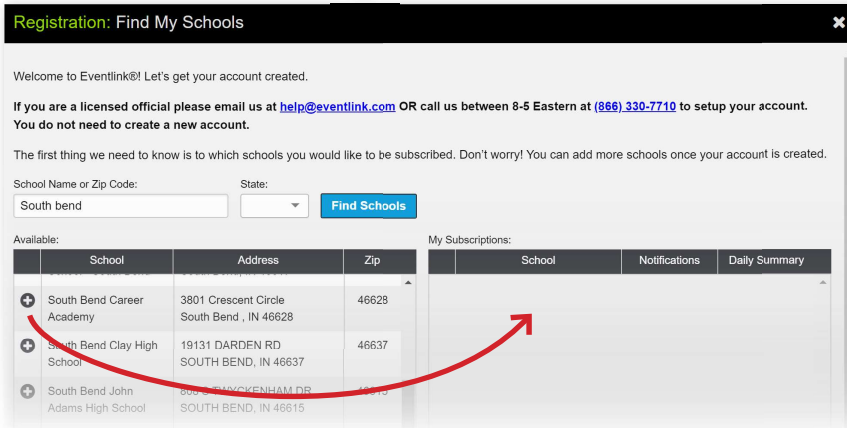 Registration: Find My Schools
Welcome to Eventlink®! Let's get your account created.
If you are a licensed official please email us at help@eventlink.com OR call us between 8-5 Eastern at (866) 330-7710 to setup your account.
You do not need to create a new account.
The first thing we need to know is to which schools you would like to be subscribed. Don't worry! You can add more schools once your account is created.
School Name or Zip Code: State:
South bend Find Schools
Available: My Subscriptions:
School Address Zip School Notifications Daily Summary
South Bend Career 3801 Crescent Circle 46628
Academy South Bend , IN 46628
South Bend Clay High 19131 DARDEN RD 46637
School SOUTH BEND, IN 46637
South Bend John TWYCKENHAM DR
Adams High School SOUTH BEND, IN 46615